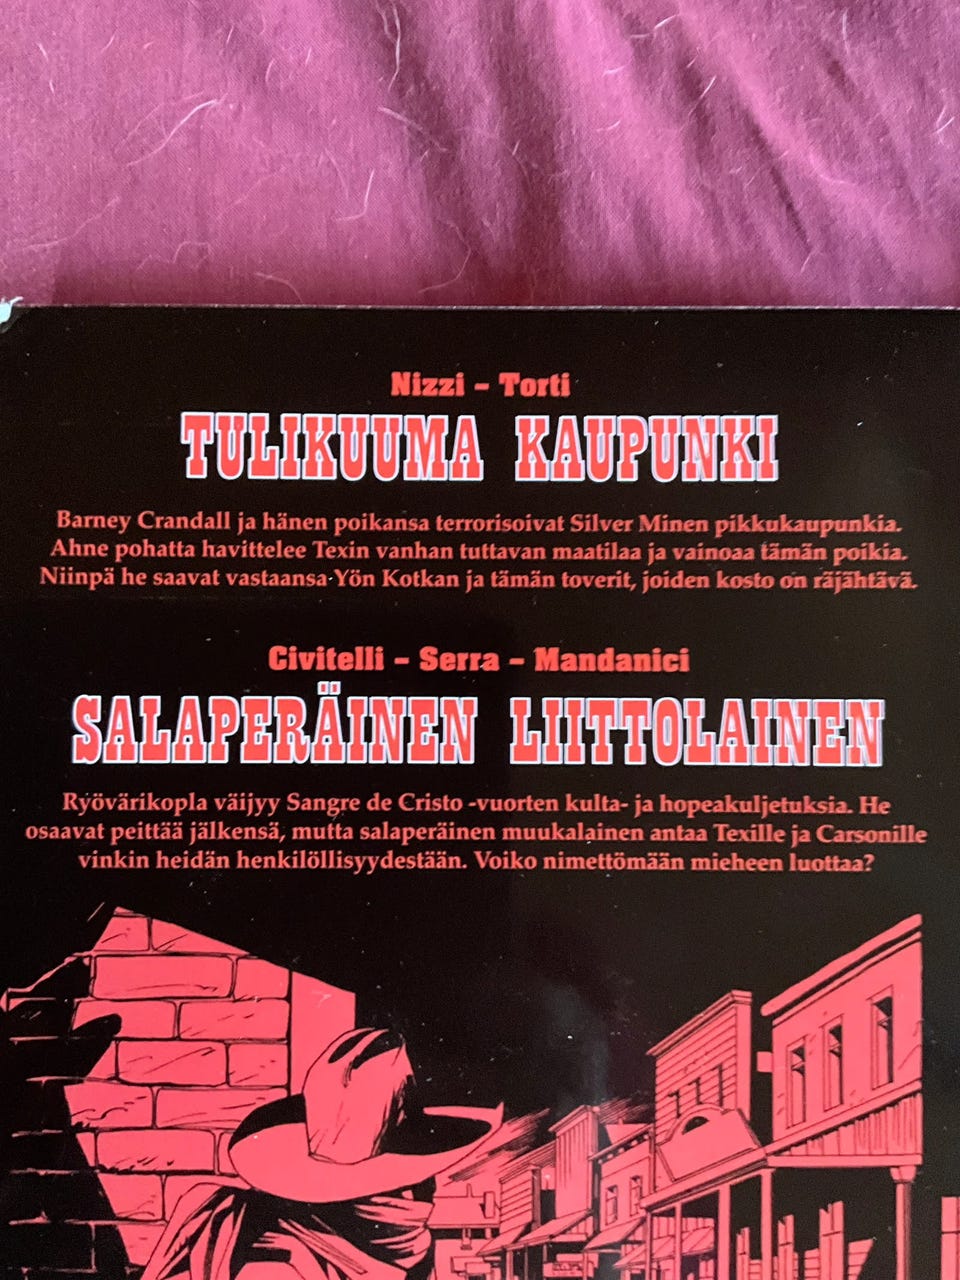 Nizzi – Torti
TULIKUUMA KAUPUNKI
Barney Crandall ja hänen poikansa terrorisoivat Silver Minen pikkukaupunkia.
Ahne pohatta havittelee Texin vanhan tuttavan maatilaa ja vainoaa tämän poikia.
Niinpä he saavat vastaansa Yön Kotkan ja tämän toverit, joiden kosto on räjähtävä.
Civitelli – Serra – Mandanici
SALAPERÄINEN LIITTOLAINEN
Ryövärikopla väijyy Sangre de Cristo -vuorten kulta- ja hopeakuljetuksia. He
osaavat peittää jälkensä, mutta salaperäinen muukalainen antaa Texille ja Carsonille
vinkin heidän henkilöllisyydestään. Voiko nimettömään mieheen luottaa?